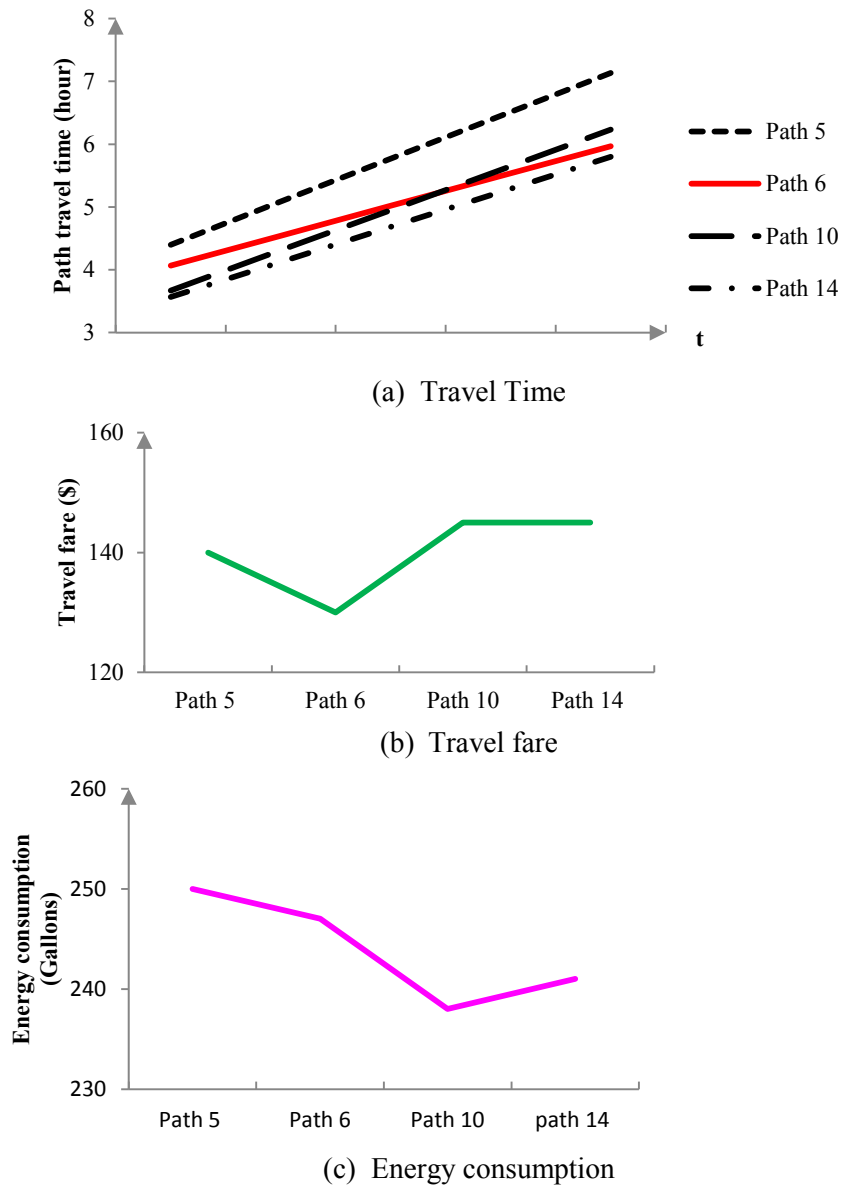 8
7
6
5
4
3
Path travel time (hour)
t
Path 5
Path 6
Path 10
Path 14
(a) Travel Time
160
140
120
Travel fare ($)
Path 5 Path 6 Path 10 Path 14
(b) Travel fare
260
250
240
230
Energy consumption
(Gallons)
Path 5 Path 6 Path 10 path 14
(c) Energy consumption